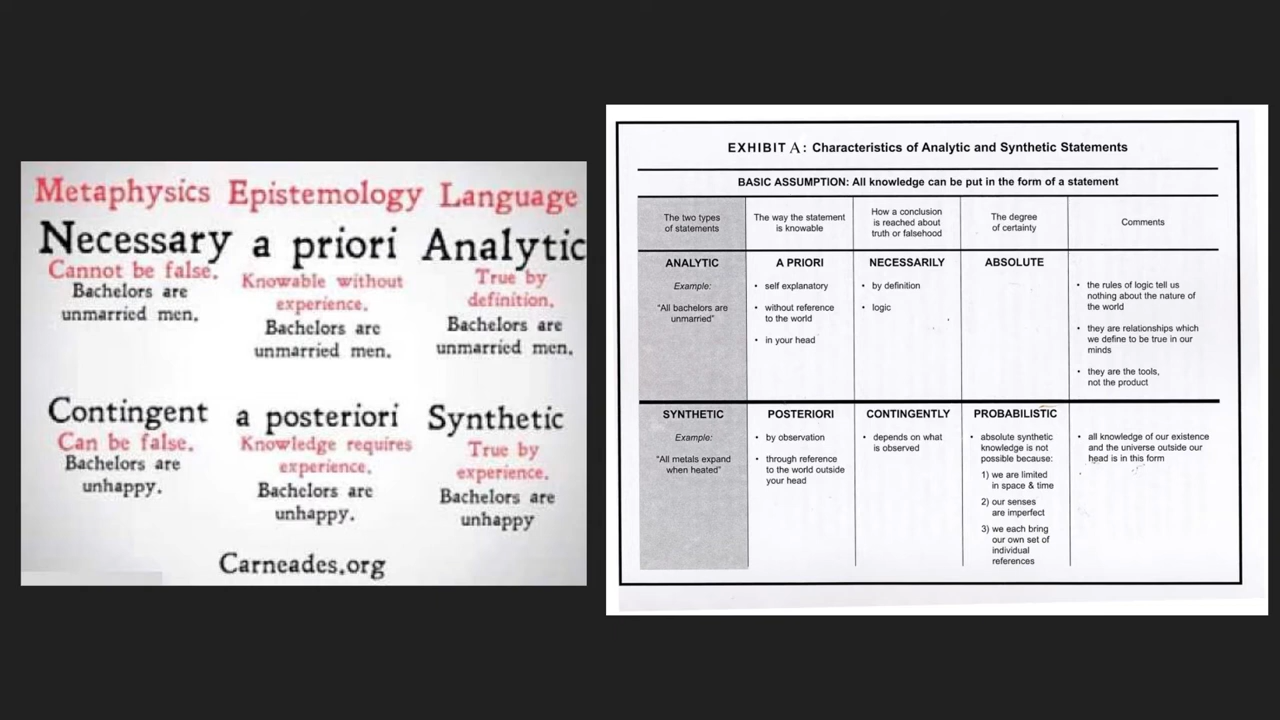 Metaphysics Epistemology Language
Necessary a priori Analytic
Cannot be false.
Bachelors are
unmarried men.
Knowable without
experience.
Bachelors are
unmarried men.
True by
definition.
Bachelors are
unmarried men.
Contingent a posteriori Synthetic
Can be false.
Bachelors are
unhappy.
Knowledge requires
experience.
Bachelors are
unhappy.
True by
experience.
Bachelors are
unhappy
Carneades.org
EXHIBIT A: Characteristics of Analytic and Synthetic Statements
BASIC ASSUMPTION: All knowledge can be put in the form of a statement
The two types
of statements
The way the statement
is knowable
How a conclusion
is reached about
truth or falsehood
The degree
of certainty
Comments
ANALYTIC
Example:
"All bachelors are
unmarried"
A PRIORI
• self explanatory
• without reference
to the world
• in your head
NECESSARILY
• by definition
• logic
ABSOLUTE
• the rules of logic tell us
nothing about the nature of
the world
• they are relationships which
we define to be true in our
minds
• they are the tools,
not the product
SYNTHETIC
Example:
"All metals expand
when heated"
POSTERIORI
• by observation
• through reference
to the world outside
your head
CONTINGENTLY
• depends on what
is observed
PROBABILISTIC
• absolute synthetic
knowledge is not
possible because:
1) we are limited
in space & time
2) our senses
are imperfect
3) we each bring
our own set of
individual
references
• all knowledge of our existence
and the universe outside our
head is in this form